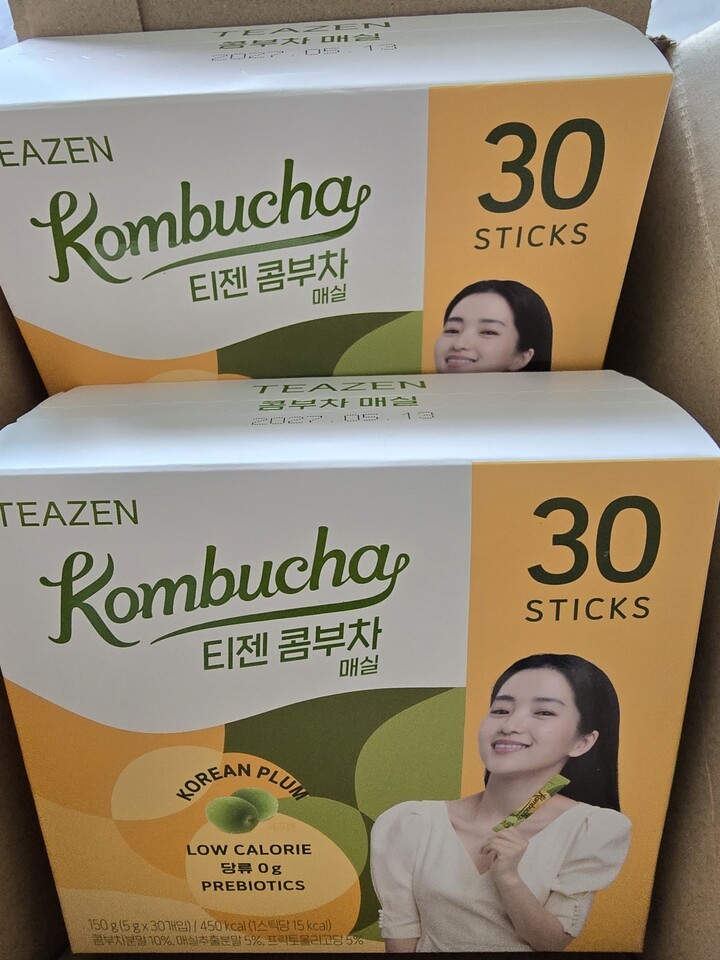 TEAZEN
콤부차 매실
2027.05.13
EAZEN
Kombucha
티젠 콤부차
매실
30
STICKS
TEAZEN
콤부차 매실
2027.05.13
TEAZEN
Kombucha
티젠 콤부차
매실
30
STICKS
KOREAN PLUM
LOW CALORIE
당류 0g
PREBIOTICS
150 g (5 g x 30개입) / 450 kcal (1스틱당 15 kcal)
콤부차분말 10%, 매실추출분말 5%, 프락토올리고당 5%